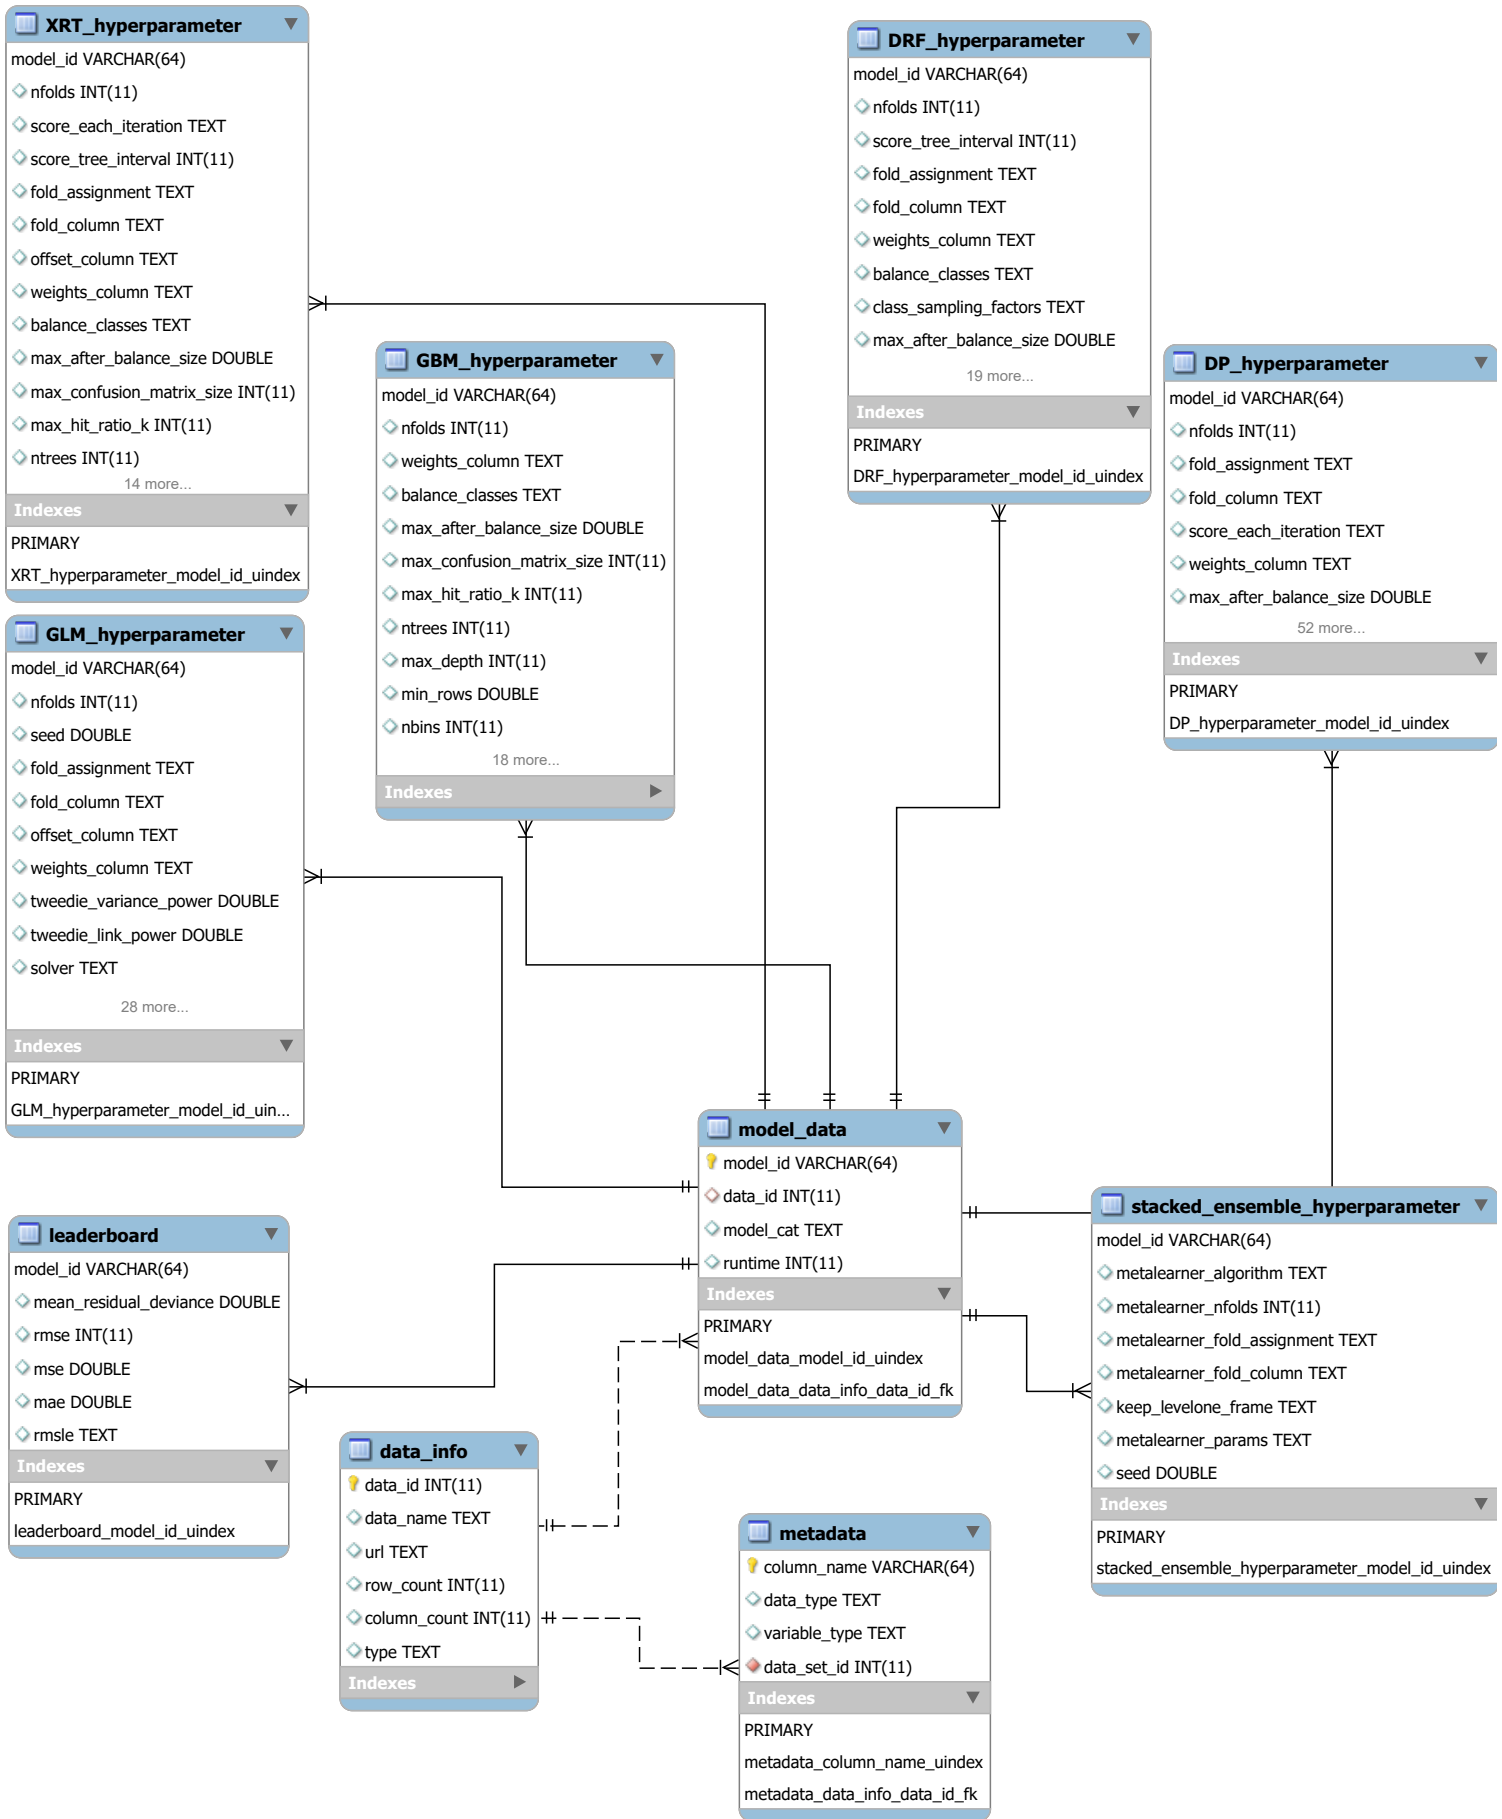 XRT_hyperparameter
model_id VARCHAR(64)
nfolds INT(11)
score_each_iteration TEXT
score_tree_interval INT(11)
fold_assignment TEXT
fold_column TEXT
offset_column TEXT
weights_column TEXT
balance_classes TEXT
max_after_balance_size DOUBLE
max_confusion_matrix_size INT(11)
max_hit_ratio_k INT(11)
ntrees INT(11)
14 more...
Indexes
PRIMARY
XRT_hyperparameter_model_id_uindex
DRF_hyperparameter
model_id VARCHAR(64)
nfolds INT(11)
score_tree_interval INT(11)
fold_assignment TEXT
fold_column TEXT
weights_column TEXT
balance_classes TEXT
class_sampling_factors TEXT
max_after_balance_size DOUBLE
19 more...
Indexes
PRIMARY
DRF_hyperparameter_model_id_uindex
GBM_hyperparameter
model_id VARCHAR(64)
nfolds INT(11)
weights_column TEXT
balance_classes TEXT
max_after_balance_size DOUBLE
max_confusion_matrix_size INT(11)
max_hit_ratio_k INT(11)
ntrees INT(11)
max_depth INT(11)
min_rows DOUBLE
nbins INT(11)
18 more...
Indexes
DP_hyperparameter
model_id VARCHAR(64)
nfolds INT(11)
fold_assignment TEXT
fold_column TEXT
score_each_iteration TEXT
weights_column TEXT
max_after_balance_size DOUBLE
52 more...
Indexes
PRIMARY
DP_hyperparameter_model_id_uindex
GLM_hyperparameter
model_id VARCHAR(64)
nfolds INT(11)
seed DOUBLE
fold_assignment TEXT
fold_column TEXT
offset_column TEXT
weights_column TEXT
tweedie_variance_power DOUBLE
tweedie_link_power DOUBLE
solver TEXT
28 more...
Indexes
PRIMARY
GLM_hyperparameter_model_id_uin...
model_data
model_id VARCHAR(64)
data_id INT(11)
model_cat TEXT
runtime INT(11)
Indexes
PRIMARY
model_data_model_id_uindex
model_data_data_info_data_id_fk
stacked_ensemble_hyperparameter
model_id VARCHAR(64)
metalearner_algorithm TEXT
metalearner_nfolds INT(11)
metalearner_fold_assignment TEXT
metalearner_fold_column TEXT
keep_levelone_frame TEXT
metalearner_params TEXT
seed DOUBLE
Indexes
PRIMARY
stacked_ensemble_hyperparameter_model_id_uindex
leaderboard
model_id VARCHAR(64)
mean_residual_deviance DOUBLE
rmse INT(11)
mse DOUBLE
mae DOUBLE
rmsle TEXT
Indexes
PRIMARY
leaderboard_model_id_uindex
data_info
data_id INT(11)
data_name TEXT
url TEXT
row_count INT(11)
column_count INT(11)
type TEXT
Indexes
metadata
column_name VARCHAR(64)
data_type TEXT
variable_type TEXT
data_set_id INT(11)
Indexes
PRIMARY
metadata_column_name_uindex
metadata_data_info_data_id_fk